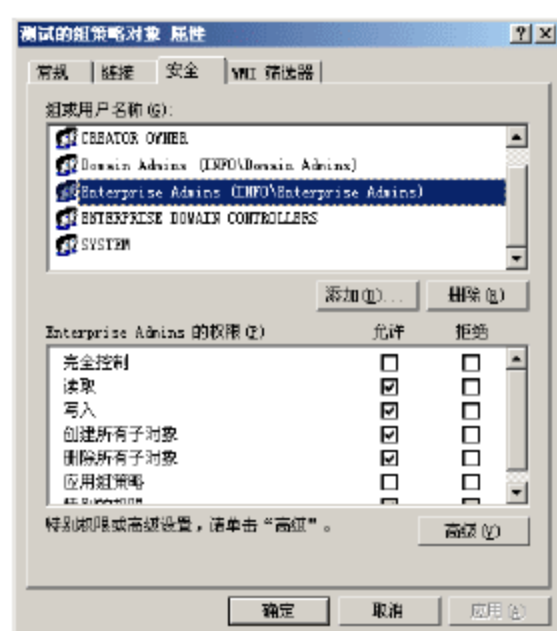 测试的组策略对象 属性
常规 链接 安全 WMI 筛选器
组或用户名称(G):
CREATOR OWNER
Domain Admins (INFO\Domain Admins)
Enterprise Admins (INFO\Enterprise Admins)
ENTERPRISE DOMAIN CONTROLLERS
SYSTEM
添加(D)... 删除(R)
Enterprise Admins 的权限(P) 允许 拒绝
完全控制
读取
写入
创建所有子对象
删除所有子对象
应用组策略
特别的权限
特别权限或高级设置，请单击“高级”。 高级(V)
确定 取消 应用(A)